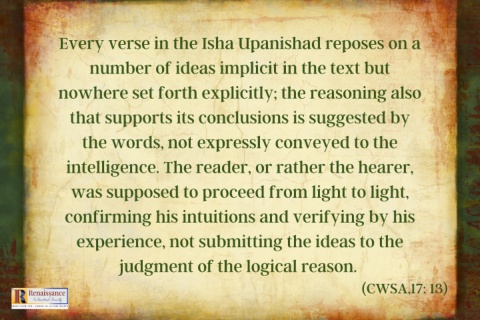 Every verse in the Isha Upanishad reposes on a
number of ideas implicit in the text but
nowhere set forth explicitly; the reasoning also
that supports its conclusions is suggested by
the words, not expressly conveyed to the
intelligence. The reader, or rather the hearer,
was supposed to proceed from light to light,
confirming his intuitions and verifying by his
experience, not submitting the ideas to the
judgment of the logical reason.
(CWSA,17: 13)
Renaissance